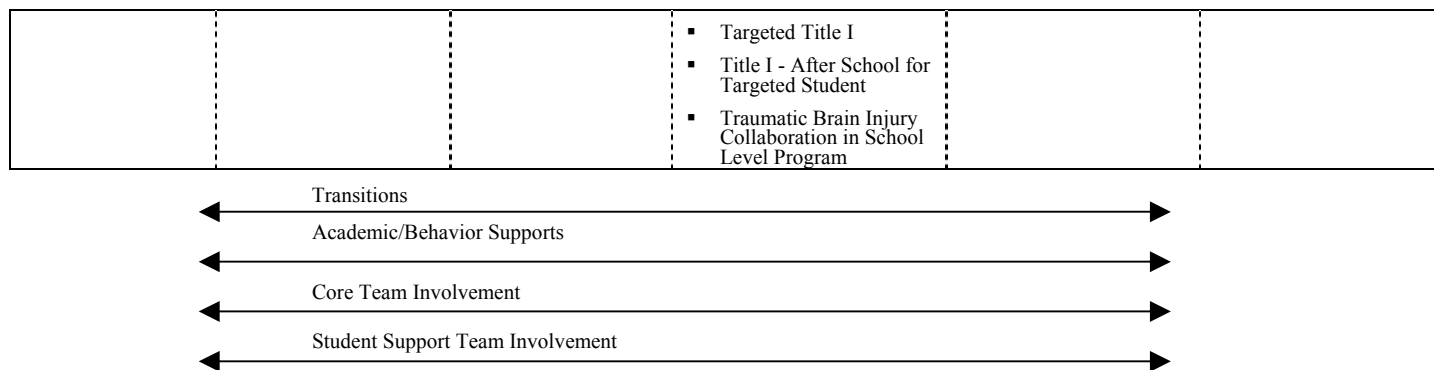 ▪ Targeted Title I
▪ Title I - After School for
Targeted Student
▪ Traumatic Brain Injury
Collaboration in School
Level Program
Transitions
Academic/Behavior Supports
Core Team Involvement
Student Support Team Involvement